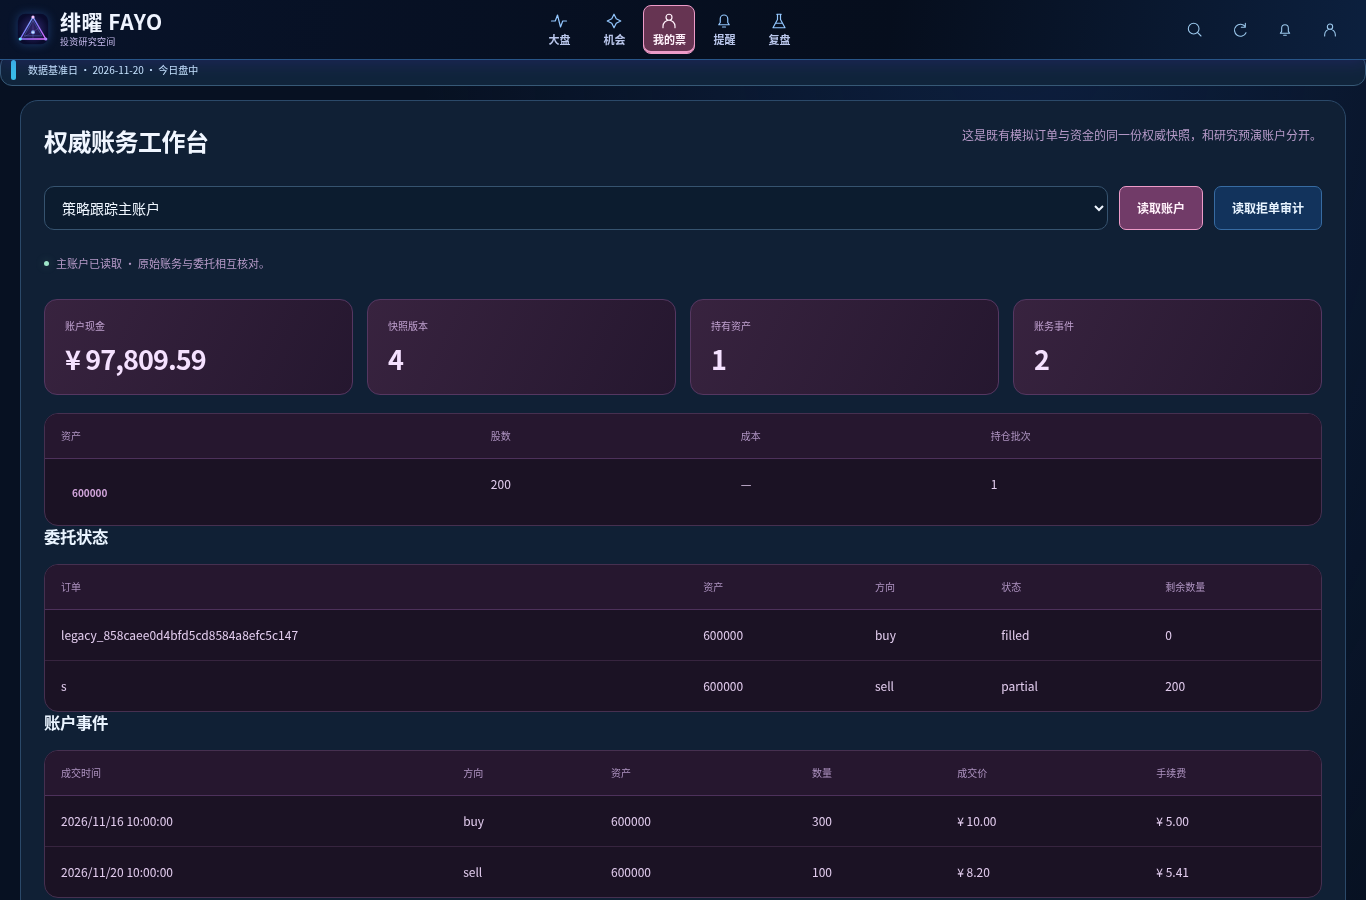 绯曜 FAYO
投资研究空间
大盘
机会
我的票
提醒
复盘
数据基准日 · 2026-11-20 · 今日盘中
权威账务工作台
这是既有模拟订单与资金的同一份权威快照，和研究预演账户分开。
策略跟踪主账户
读取账户
读取拒单审计
主账户已读取 · 原始账务与委托相互核对。
账户现金
¥ 97,809.59
快照版本
4
持有资产
1
账务事件
2
资产 股数 成本 持仓批次
600000 200 — 1
委托状态
订单 资产 方向 状态 剩余数量
legacy_858caee0d4bfd5cd8584a8efc5c147 600000 buy filled 0
s 600000 sell partial 200
账户事件
成交时间 方向 资产 数量 成交价 手续费
2026/11/16 10:00:00 buy 600000 300 ¥ 10.00 ¥ 5.00
2026/11/20 10:00:00 sell 600000 100 ¥ 8.20 ¥ 5.41